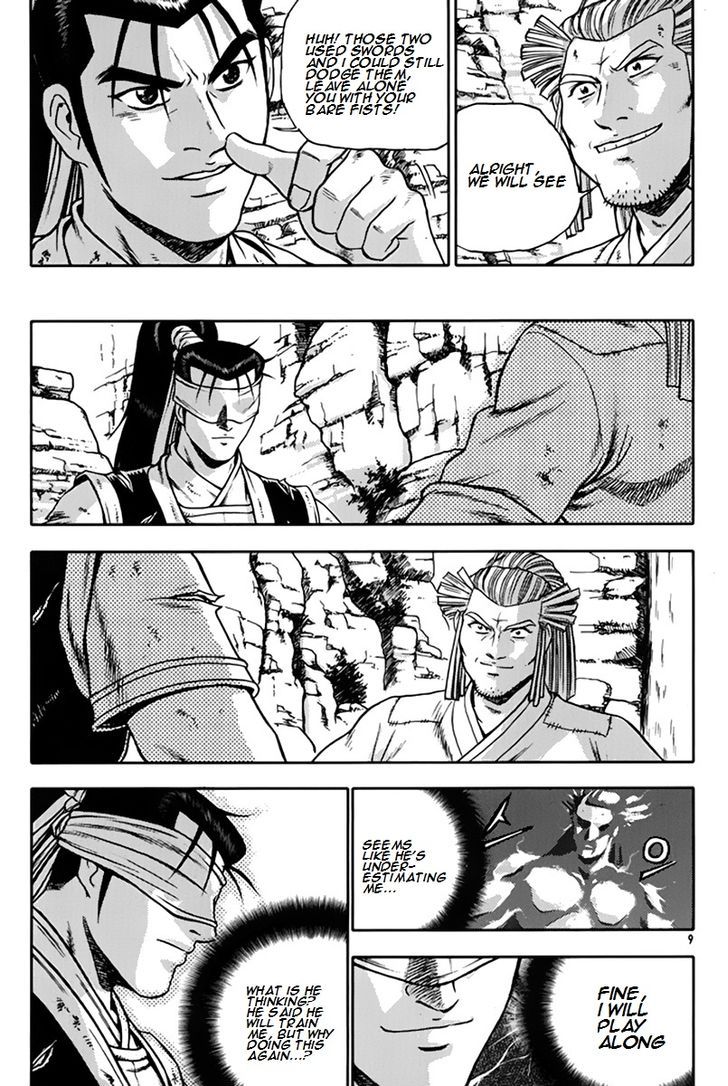 HUH! THOSE TWO
USED SWORDS
AND I COULD STILL
DODGE THEM,
LEAVE ALONE
YOU WITH YOUR
BARE FISTS!
ALRIGHT,
WE WILL SEE
SEEMS
LIKE HE'S
UNDER-
ESTIMATING
ME...
9
WHAT IS HE
THINKING?
HE SAID HE
WILL TRAIN
ME, BUT WHY
DOING THIS
AGAIN...?
FINE,
I WILL
PLAY
ALONG